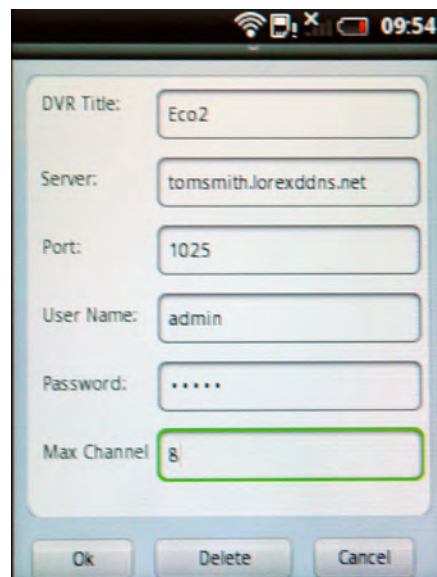 09:54
DVR Title: Eco2
Server: tomsmith.lorexddns.net
Port: 1025
User Name: admin
Password: •••••
Max Channel 8
Ok Delete Cancel